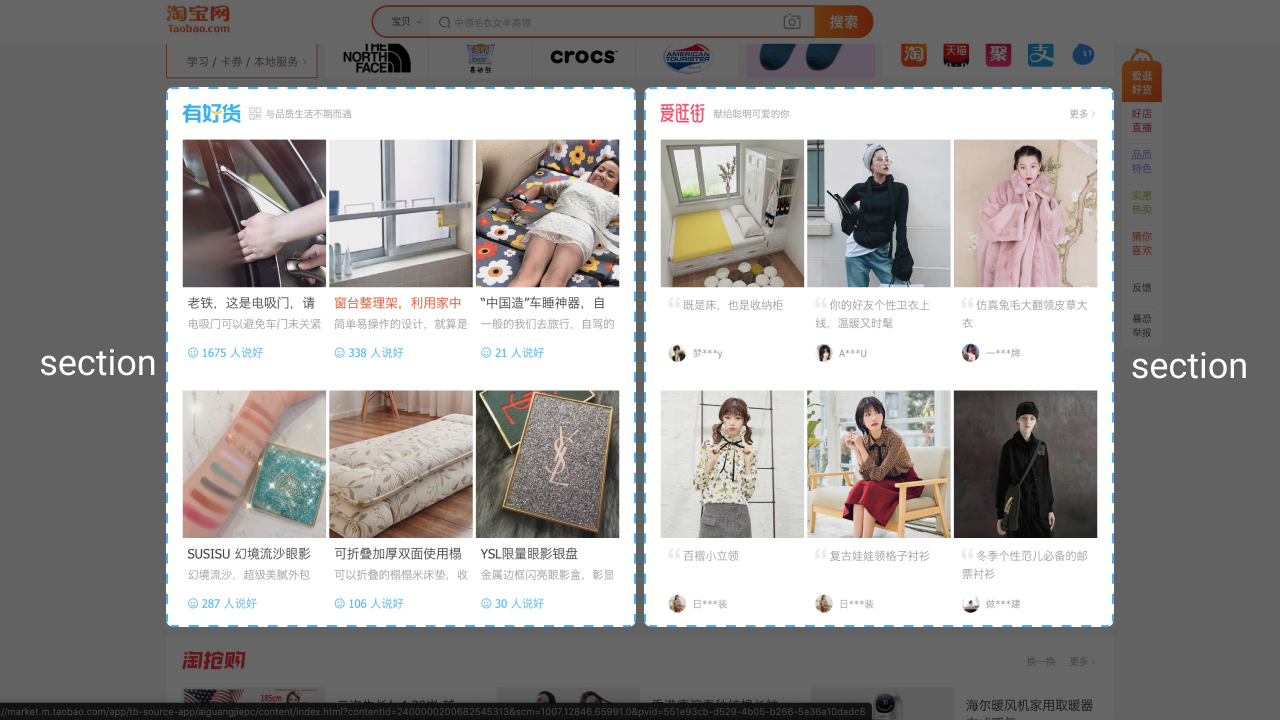 淘宝网
Taobao.com
宝贝
中领毛衣女半高领
搜索
学习 / 卡券 / 本地服务 >
THE NORTH FACE
crocs
AMERICAN TOURISTER
淘
天猫
聚
支
爱逛
好货
好店
直播
品质
特色
实惠
热卖
猜你
喜欢
反馈
暴恐
举报
section
section
有好货 与品质生活不期而遇
老铁，这是电吸门，请
电吸门可以避免车门未关紧
1675 人说好
窗台整理架，利用家中
简单易操作的设计，就算是
338 人说好
“中国造”车睡神器，自
一般的我们去旅行，自驾的
21 人说好
SUSISU 幻境流沙眼影
幻境流沙，超级美腻外包
287 人说好
可折叠加厚双面使用榻
可以折叠的榻榻米床垫，收
106 人说好
YSL限量眼影银盘
金属边框闪亮眼影盒，彰显
30 人说好
爱逛街 献给聪明可爱的你
更多 >
既是床，也是收纳柜
梦***y
你的好友个性卫衣上
线，温暖又时髦
A***U
仿真兔毛大翻领皮草大
衣
一***牌
百褶小立领
日***装
复古娃娃领格子衬衫
日***装
冬季个性范儿必备的邮
票衬衫
做***建
淘抢购
换一换 更多 >
185cm
海尔暖风机家用取暖器
//market.m.taobao.com/app/tb-source-app/aiguangjiepc/content/index.html?contentId=240000020068254531​3&scm=1007.12846.65991.0&pvid=551e93cb-d529-4b05-b266-5a36a10dadc8